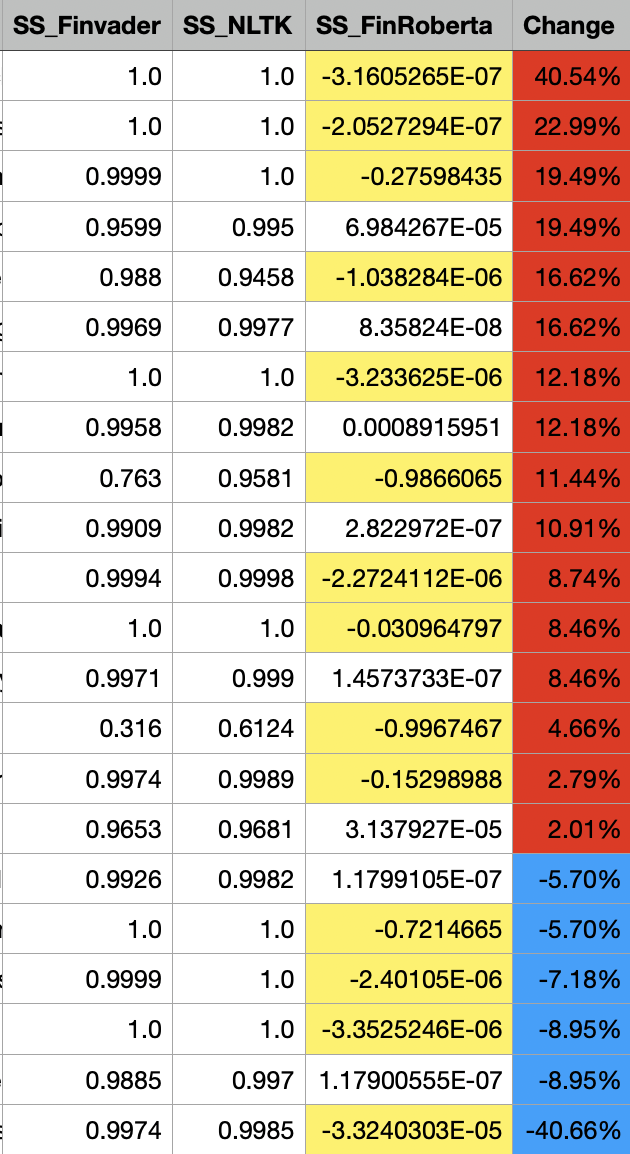 SS_Finvader SS_NLTK SS_FinRoberta Change
1.0 1.0 -3.1605265E-07 40.54%
1.0 1.0 -2.0527294E-07 22.99%
0.9999 1.0 -0.27598435 19.49%
0.9599 0.995 6.984267E-05 19.49%
0.988 0.9458 -1.038284E-06 16.62%
0.9969 0.9977 8.35824E-08 16.62%
1.0 1.0 -3.233625E-06 12.18%
0.9958 0.9982 0.0008915951 12.18%
0.763 0.9581 -0.9866065 11.44%
0.9909 0.9982 2.822972E-07 10.91%
0.9994 0.9998 -2.2724112E-06 8.74%
1.0 1.0 -0.030964797 8.46%
0.9971 0.999 1.4573733E-07 8.46%
0.316 0.6124 -0.9967467 4.66%
0.9974 0.9989 -0.15298988 2.79%
0.9653 0.9681 3.137927E-05 2.01%
0.9926 0.9982 1.1799105E-07 -5.70%
1.0 1.0 -0.7214665 -5.70%
0.9999 1.0 -2.40105E-06 -7.18%
1.0 1.0 -3.3525246E-06 -8.95%
0.9885 0.997 1.17900555E-07 -8.95%
0.9974 0.9985 -3.3240303E-05 -40.66%